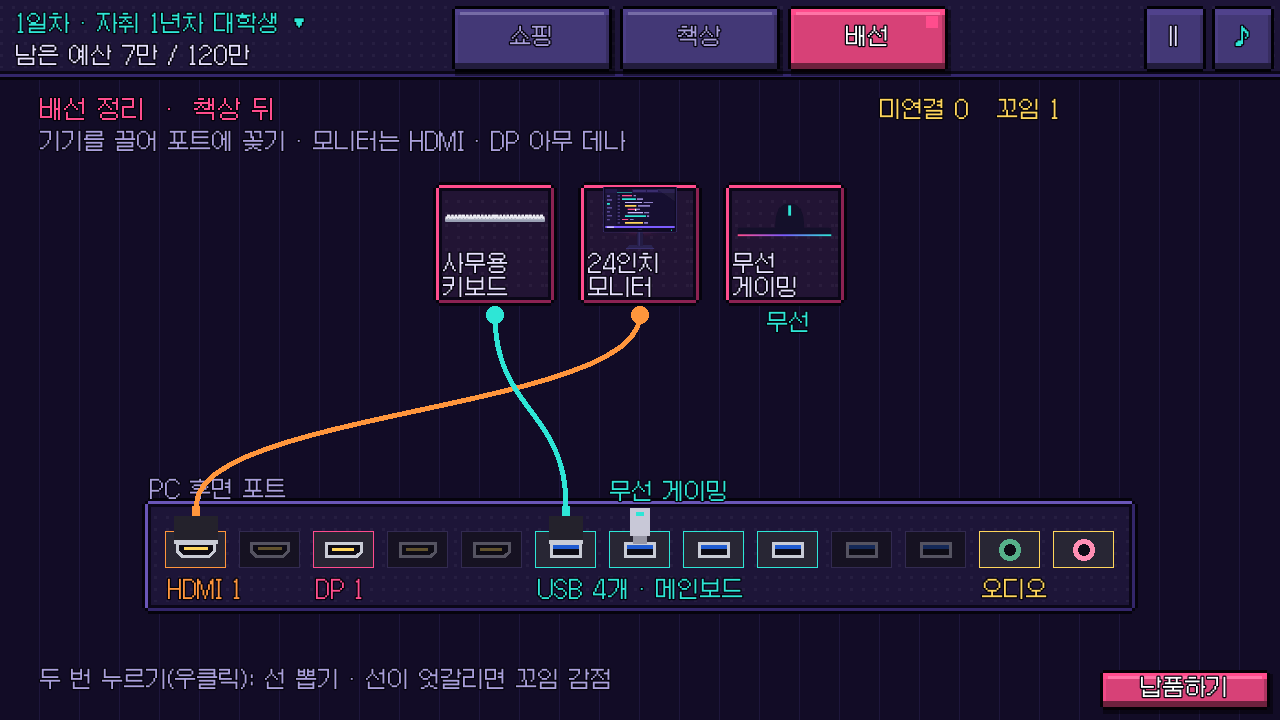 1일차 · 자취 1년차 대학생 ▼
남은 예산 7만 / 120만
쇼핑
책상
배선
배선 정리 · 책상 뒤
미연결 0 꼬임 1
기기를 끌어 포트에 꽂기 · 모니터는 HDMI · DP 아무 데나
사무용
키보드
24인치
모니터
무선
게이밍
무선
PC 후면 포트
무선 게이밍
HDMI 1
DP 1
USB 4개 · 메인보드
오디오
두 번 누르기(우클릭): 선 뽑기 · 선이 엇갈리면 꼬임 감점
납품하기